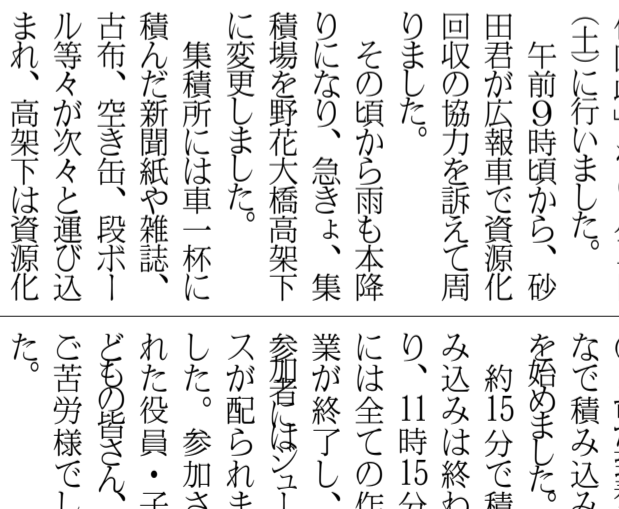 (土)に行いました。
午前9時頃から、砂
田君が広報車で資源化
回収の協力を訴えて周
りました。
その頃から雨も本降
りになり、急きょ、集
積場を野花大橋高架下
に変更しました。
集積所には車一杯に
積んだ新聞紙や雑誌、
古布、空き缶、段ボー
ル等々が次々と運び込
まれ、高架下は資源化
なで積み込み
を始めました。
約15分で積
み込みは終わ
り、11時15分
には全ての作
業が終了し、
参加者にはジュー
スが配られま
した。参加さ
れた役員・子
どもの皆さん、
ご苦労様でし
た。